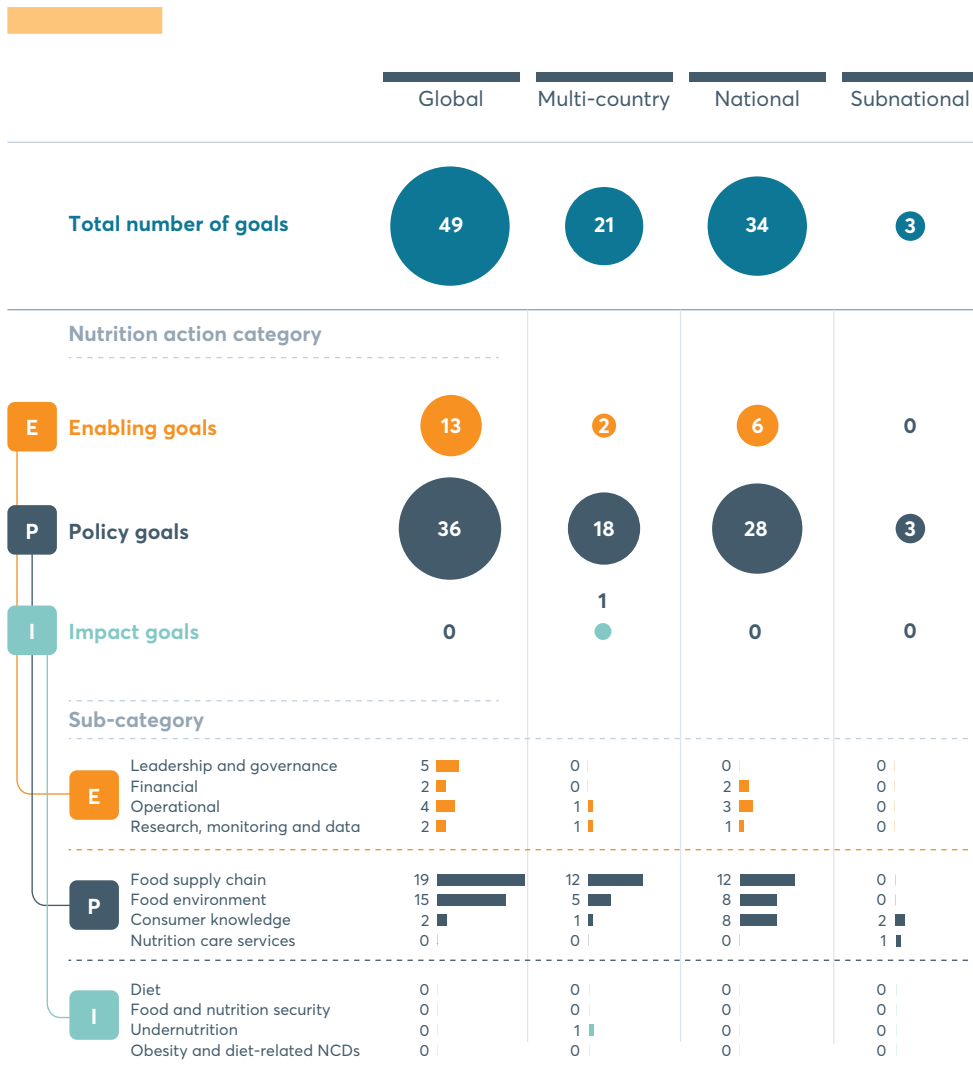 Global Multi-country National Subnational
Total number of goals 49 21 34 3
Nutrition action category
E Enabling goals 13 2 6 0
P Policy goals 36 18 28 3
1
I Impact goals 0 0 0
Sub-category
E
Leadership and governance 5 0 0 0
Financial 2 0 2 0
Operational 4 1 3 0
Research, monitoring and data 2 1 1 0
P
Food supply chain 19 12 12 0
Food environment 15 5 8 0
Consumer knowledge 2 1 8 2
Nutrition care services 0 0 0 1
I
Diet 0 0 0 0
Food and nutrition security 0 0 0 0
Undernutrition 0 1 0 0
Obesity and diet-related NCDs 0 0 0 0